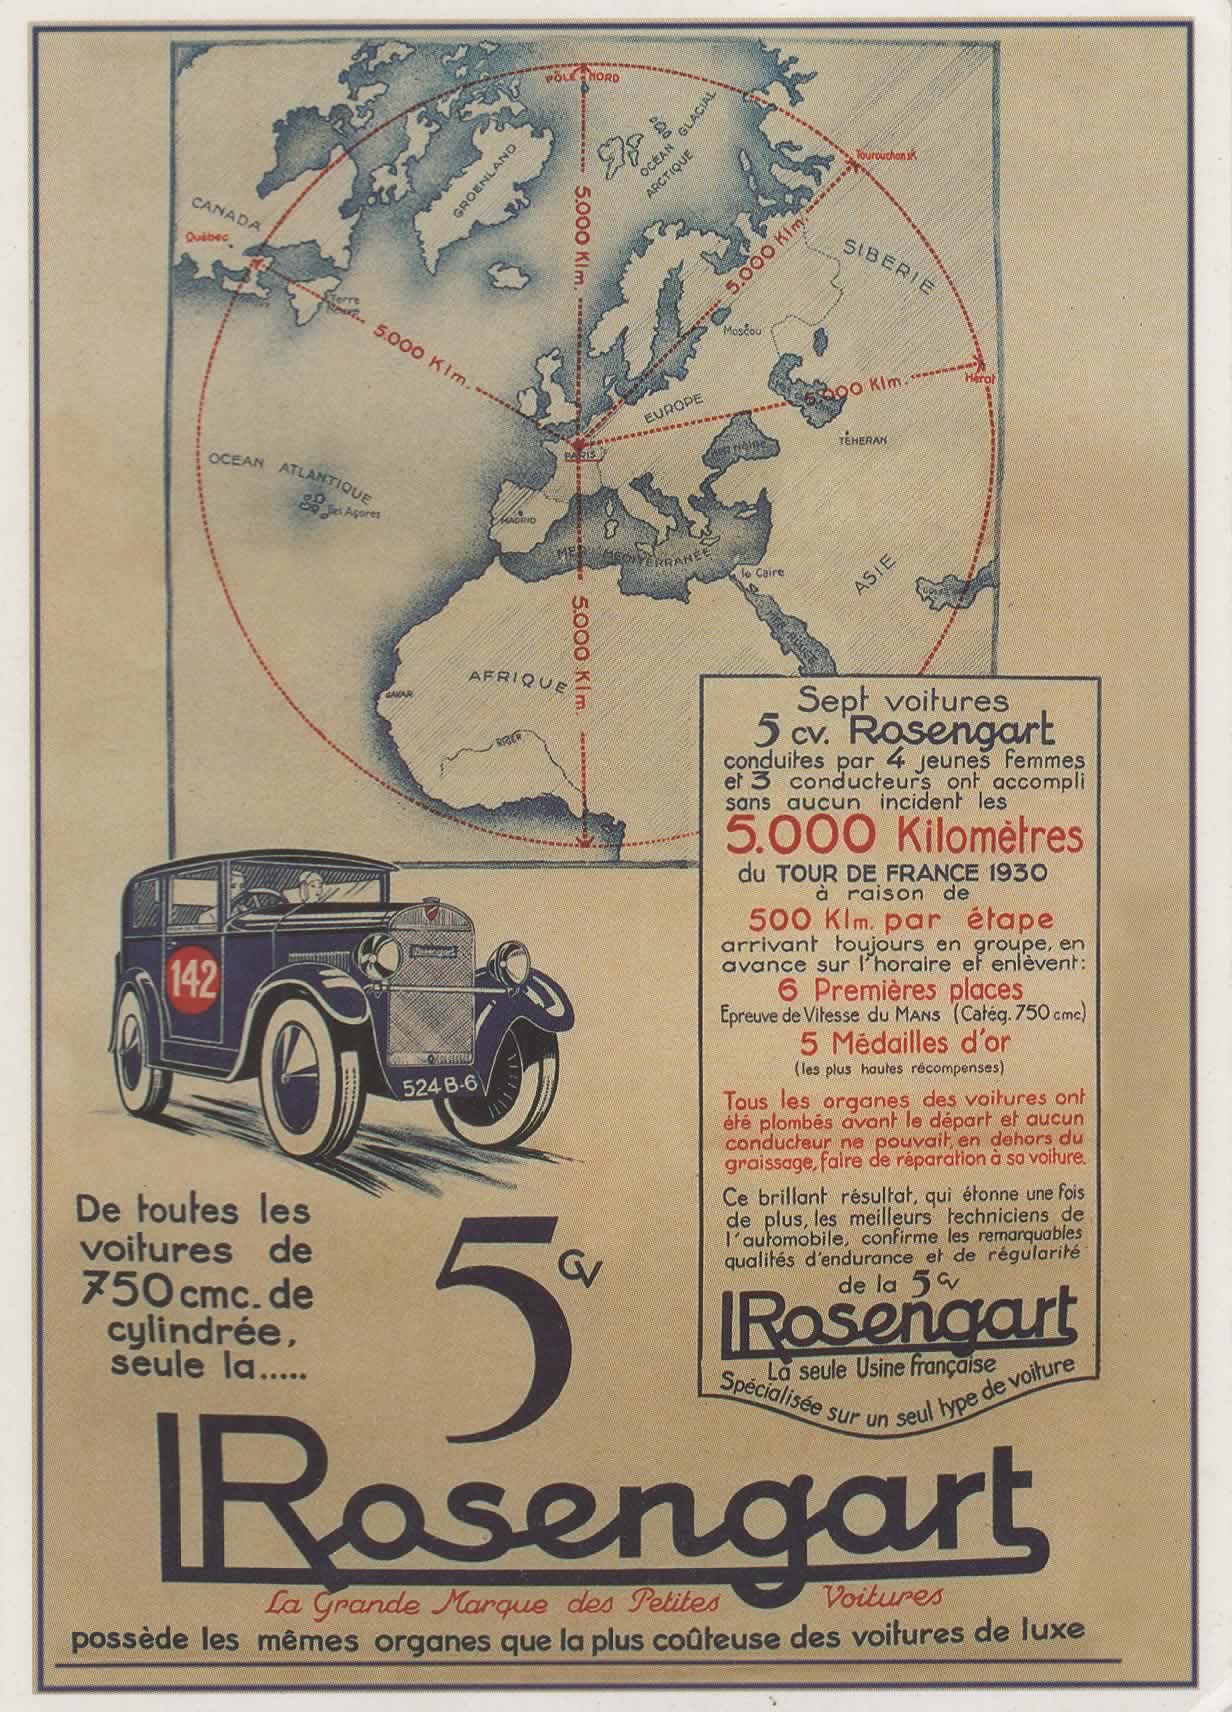 PÔLE NORD
Tourouchansk
OCÉAN GLACIAL
ARCTIQUE
GROENLAND
CANADA
Québec
Terre
5.000 Klm.
5.000 Klm.
5.000 Klm.
5.000 Klm.
SIBERIE
Moscou
Hérat
EUROPE
TÉHERAN
MER NOIRE
PARIS
OCEAN ATLANTIQUE
Iles Açores
MADRID
MER MÉDITERRANÉE
le Caire
ASIE
MER ROUGE
5.000 Klm.
AFRIQUE
DAKAR
NIGER
Sept voitures
5 CV. Rosengart
conduites par 4 jeunes femmes
et 3 conducteurs ont accompli
sans aucun incident les
5.000 Kilomètres
du TOUR DE FRANCE 1930
à raison de
500 Klm. par étape
arrivant toujours en groupe, en
avance sur l'horaire et enlèvent:
6 Premières places
Epreuve de Vitesse du MANS (Catég. 750 cmc)
5 Médailles d'or
(les plus hautes récompenses)
Tous les organes des voitures ont
été plombés avant le départ et aucun
conducteur ne pouvait, en dehors du
graissage, faire de réparation à sa voiture.
Ce brillant résultat, qui étonne une fois
de plus, les meilleurs techniciens de
l'automobile, confirme les remarquables
qualités d'endurance et de régularité
de la 5 CV
LRosengart
La seule Usine française
Spécialisée sur un seul type de voiture
142
Rosengart
524 B-6
De toutes les
voitures de
750 cmc. de
cylindrée,
seule la.....
5 CV
LRosengart
La Grande Marque des Petites Voitures
possède les mêmes organes que la plus coûteuse des voitures de luxe